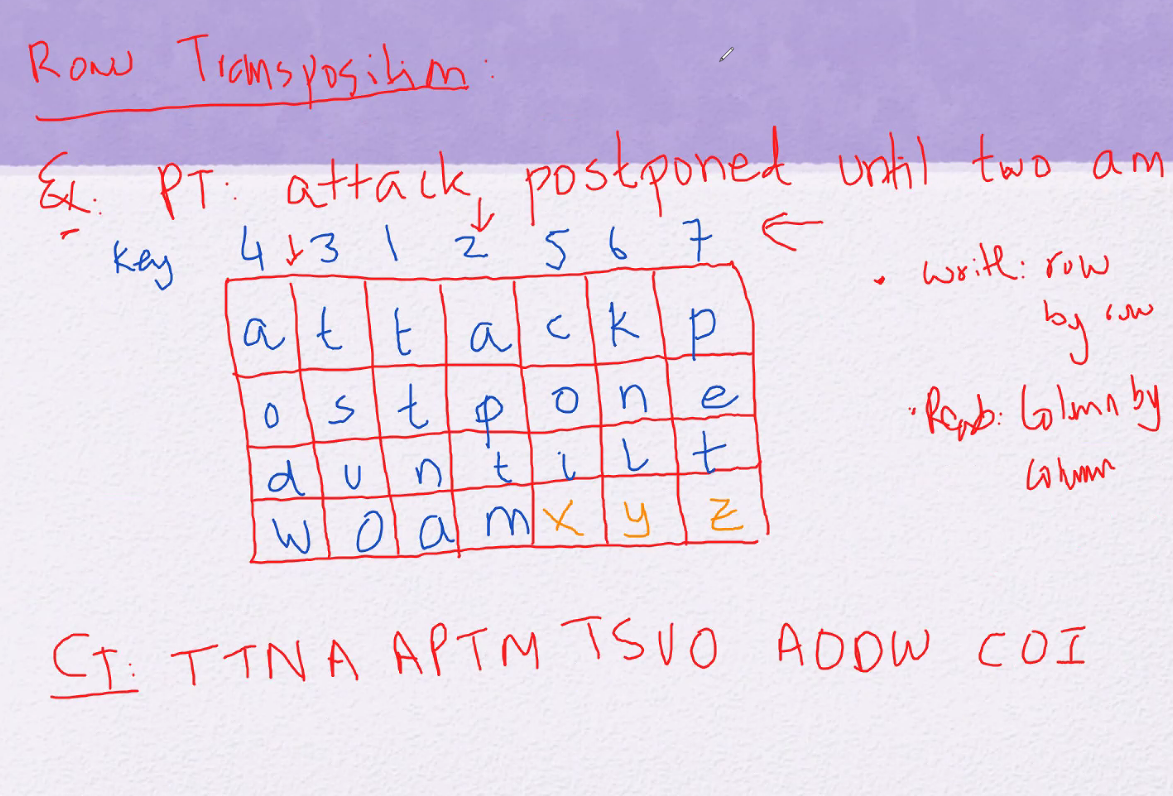 Row Transposition:
Ex. PT: attack postponed until two am
Key 4 3 1 2 5 6 7
a t t a c k p
o s t p o n e
d u n t i l t
w o a m x y z
• write: row
by row
• Read: Column by
column
CT: TTNA APTM TSUO AODW COI